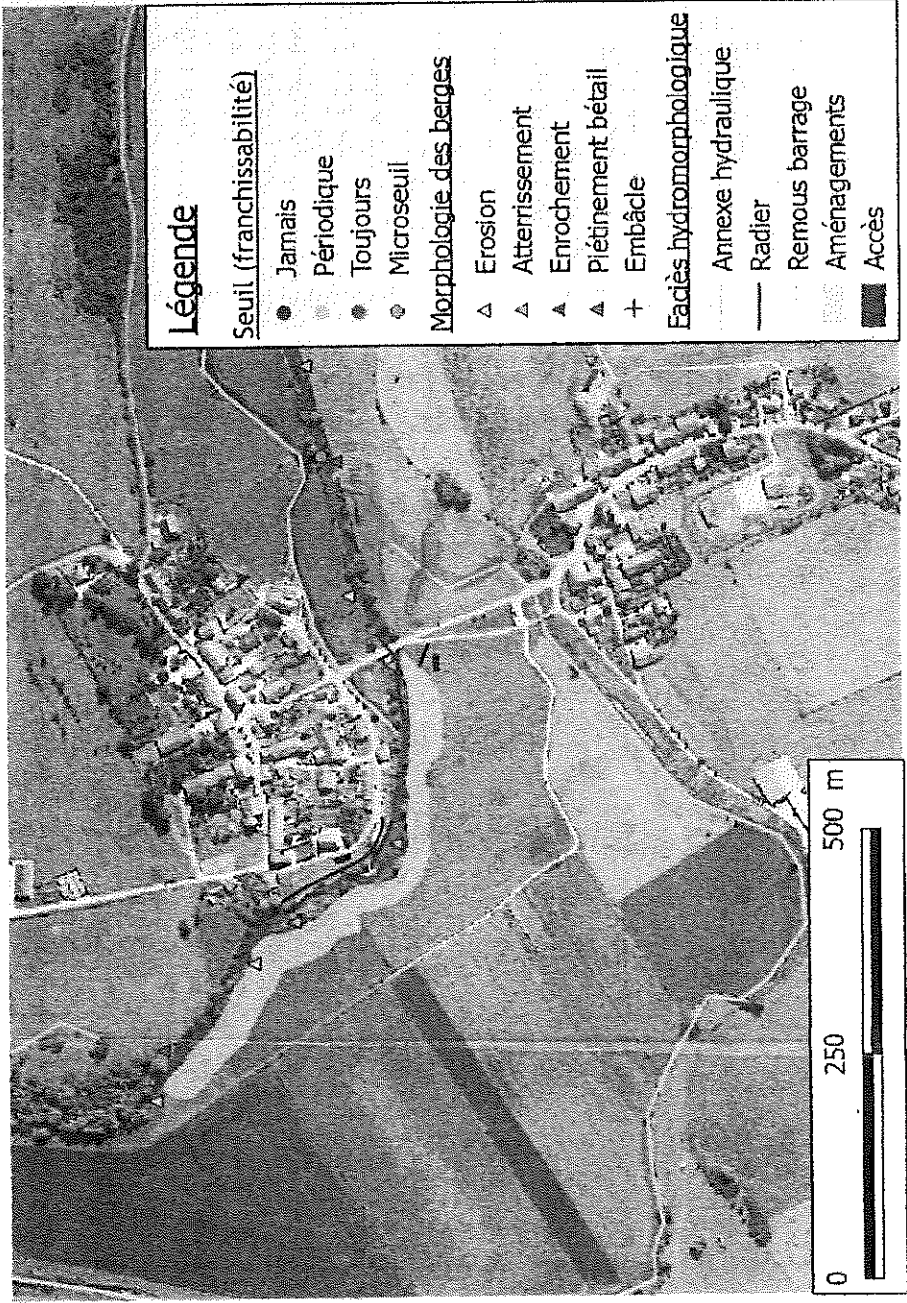 Légende
Seuil (franchissabilité)
Jamais
Périodique
Toujours
Microseuil
Morphologie des berges
Erosion
Atterrissement
Enrochement
Piétinement bétail
Embâcle
Faciès hydromorphologique
Annexe hydraulique
Radier
Remous barrage
Aménagements
Accès
0 250 500 m